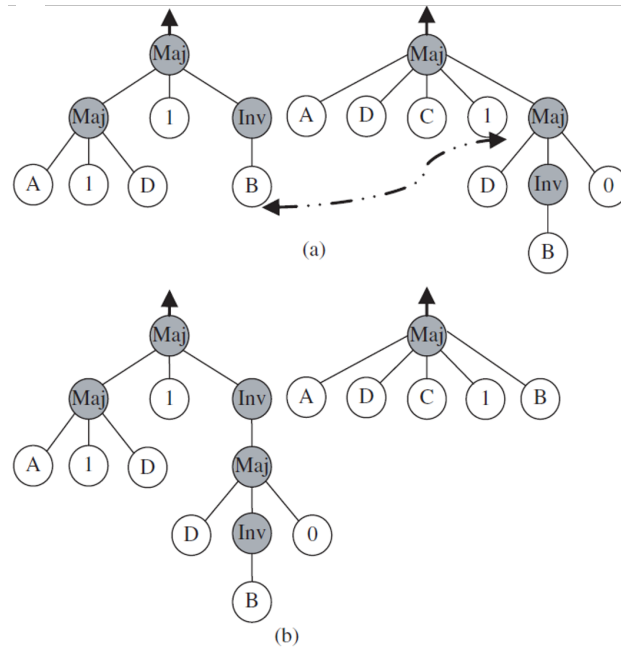 Maj Maj
Maj 1 Inv A D C 1 Maj
A 1 D B D Inv 0
B
(a)
Maj Maj
Maj 1 Inv A D C 1 B
A 1 D Maj
D Inv 0
B
(b)